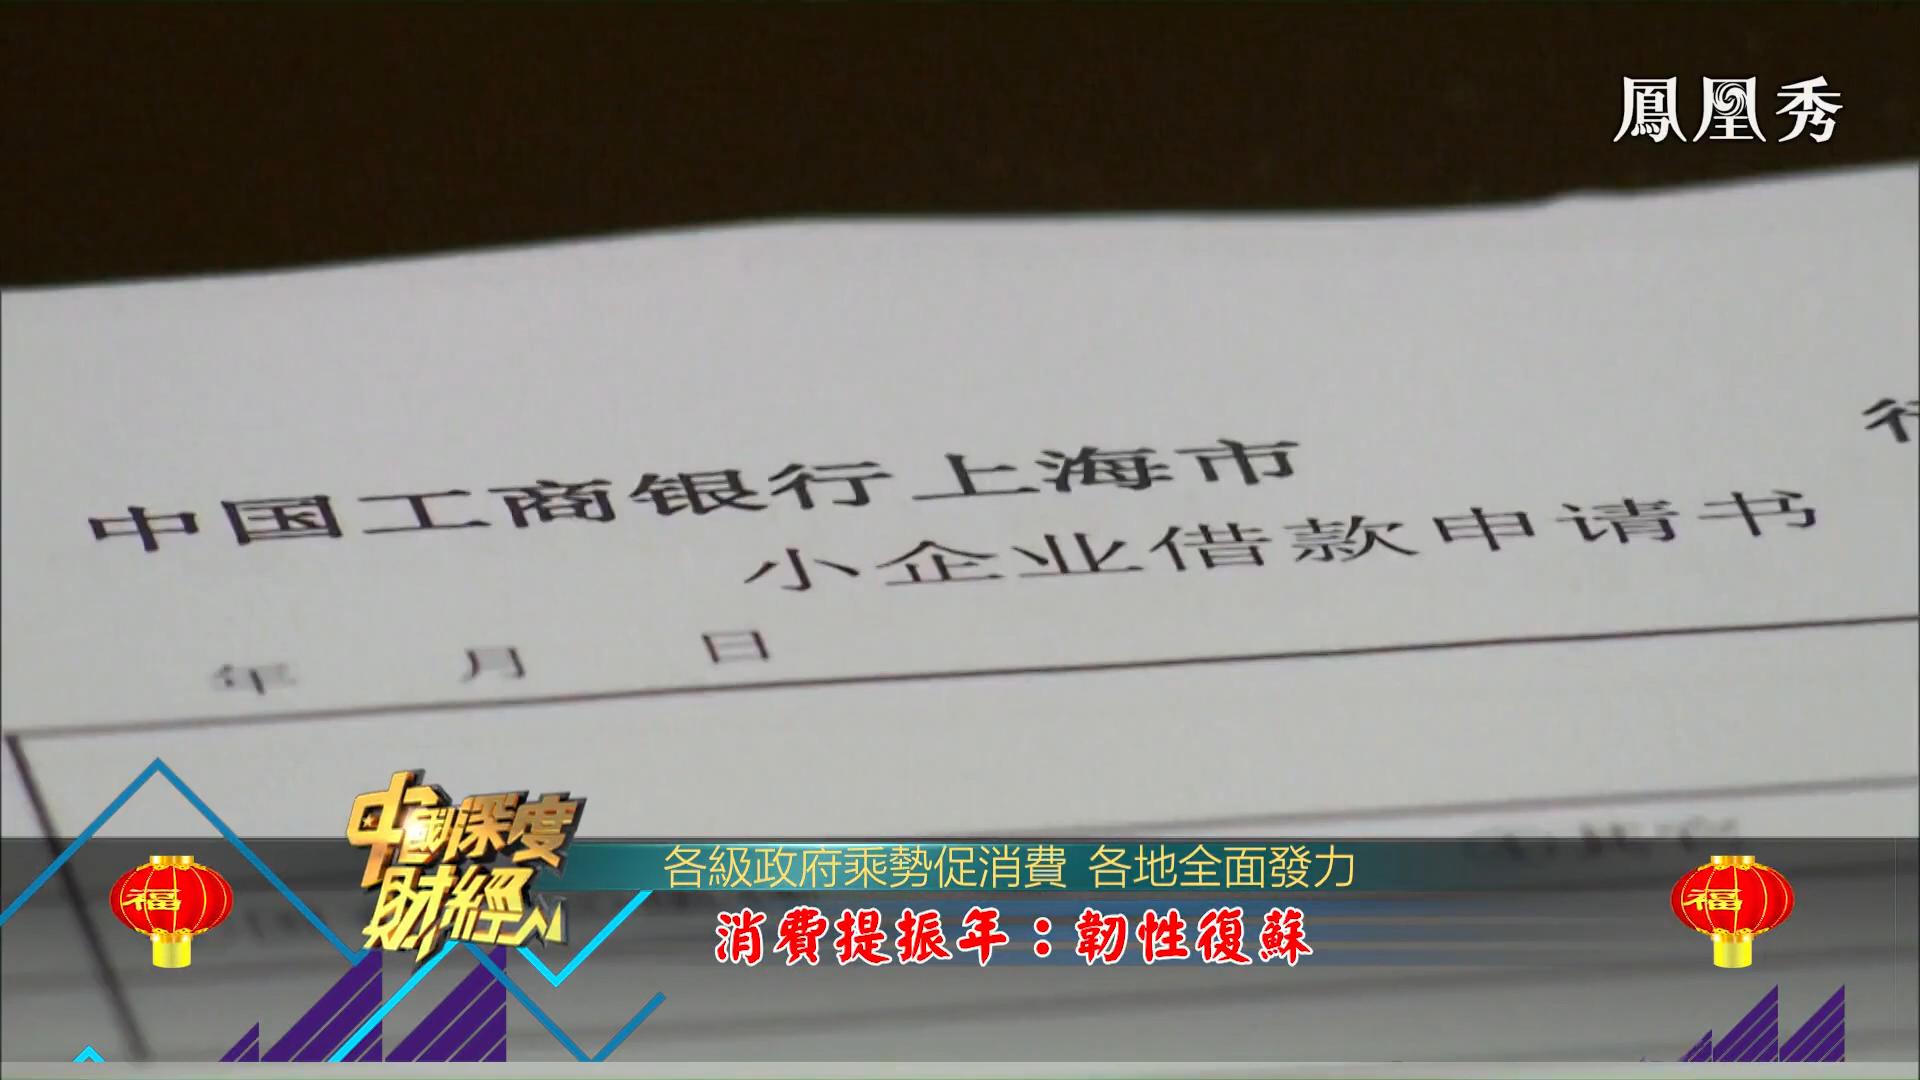 鳳凰秀
中国工商银行上海市 行
小企业借款申请书
年 月 日
中國深度
財經
各級政府乘勢促消費 各地全面發力
消費提振年：韌性復蘇
福
福